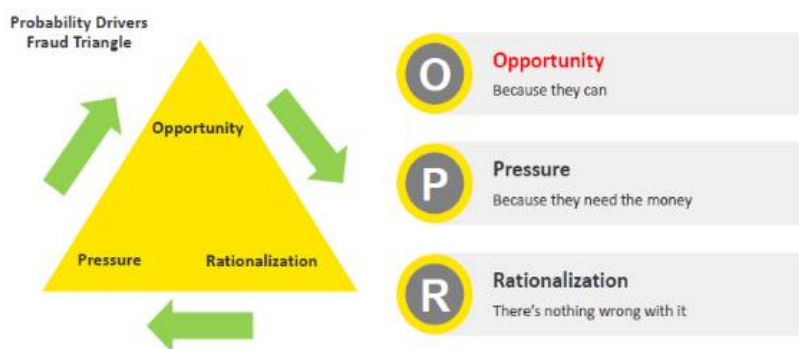 Probability Drivers
Fraud Triangle
Opportunity
Pressure
Rationalization
O
Opportunity
Because they can
P
Pressure
Because they need the money
R
Rationalization
There's nothing wrong with it